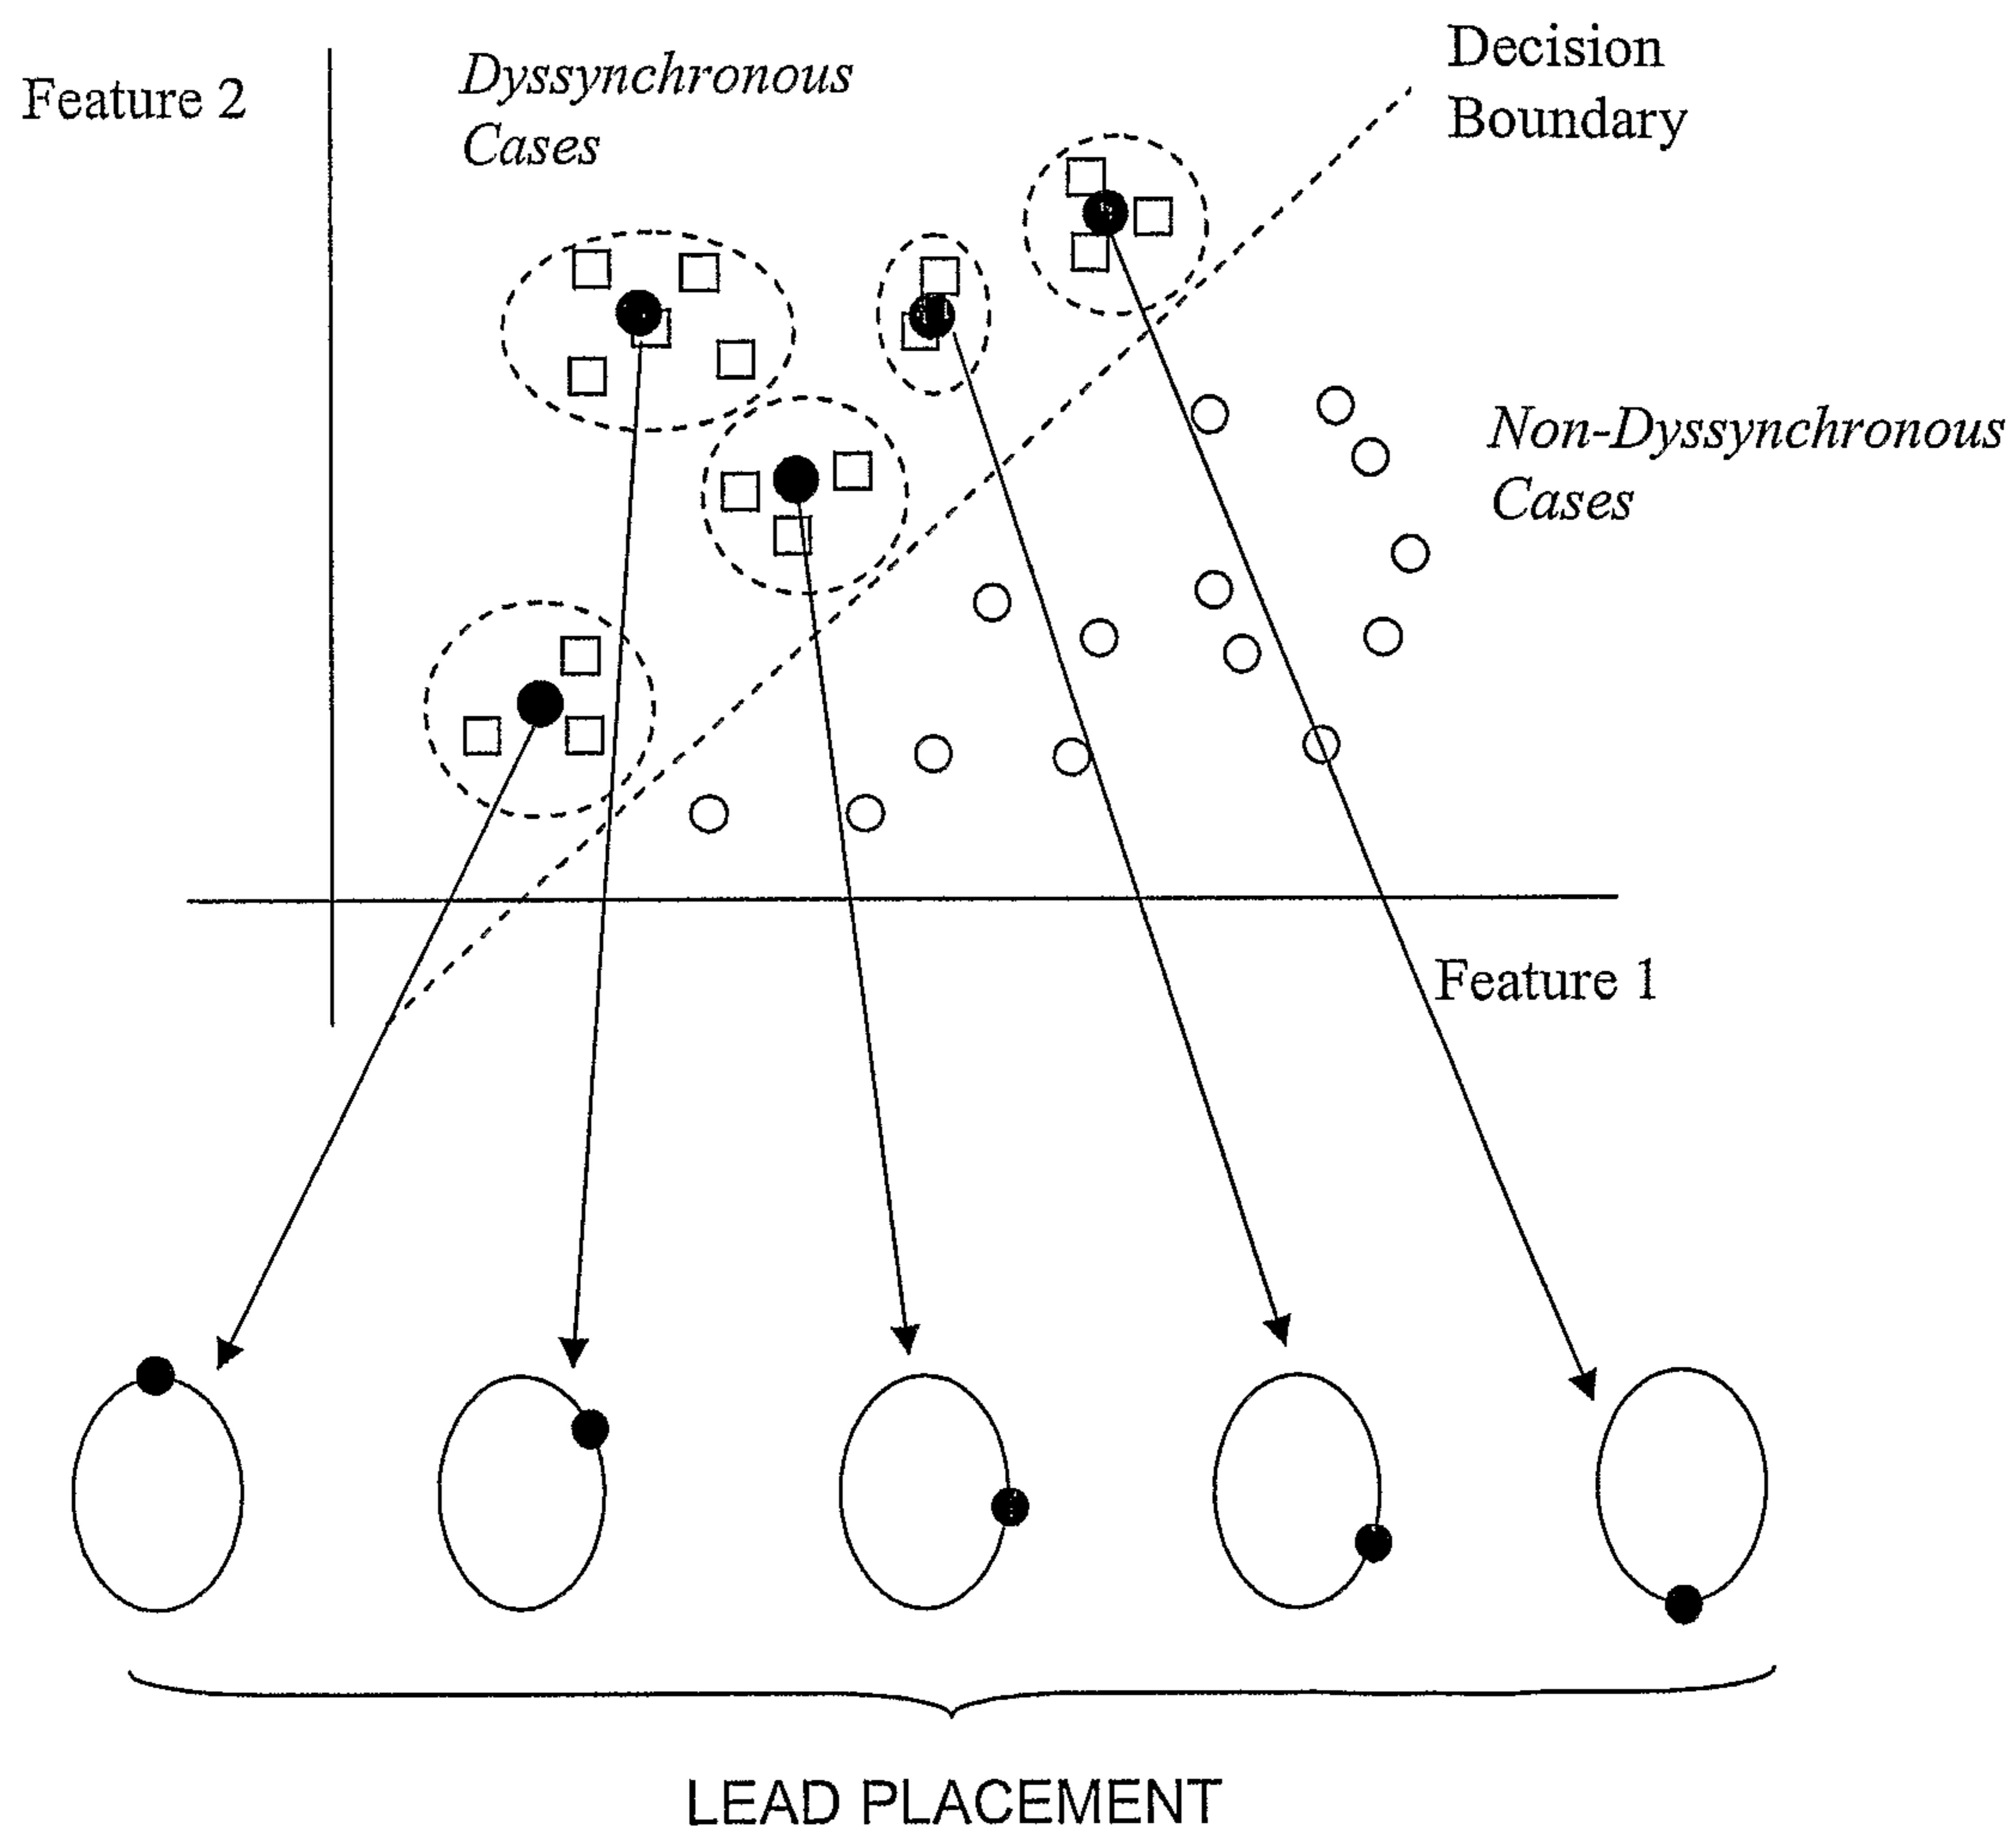 Feature 2
Dyssynchronous
Cases
Decision
Boundary
Non-Dyssynchronous
Cases
Feature 1
LEAD PLACEMENT